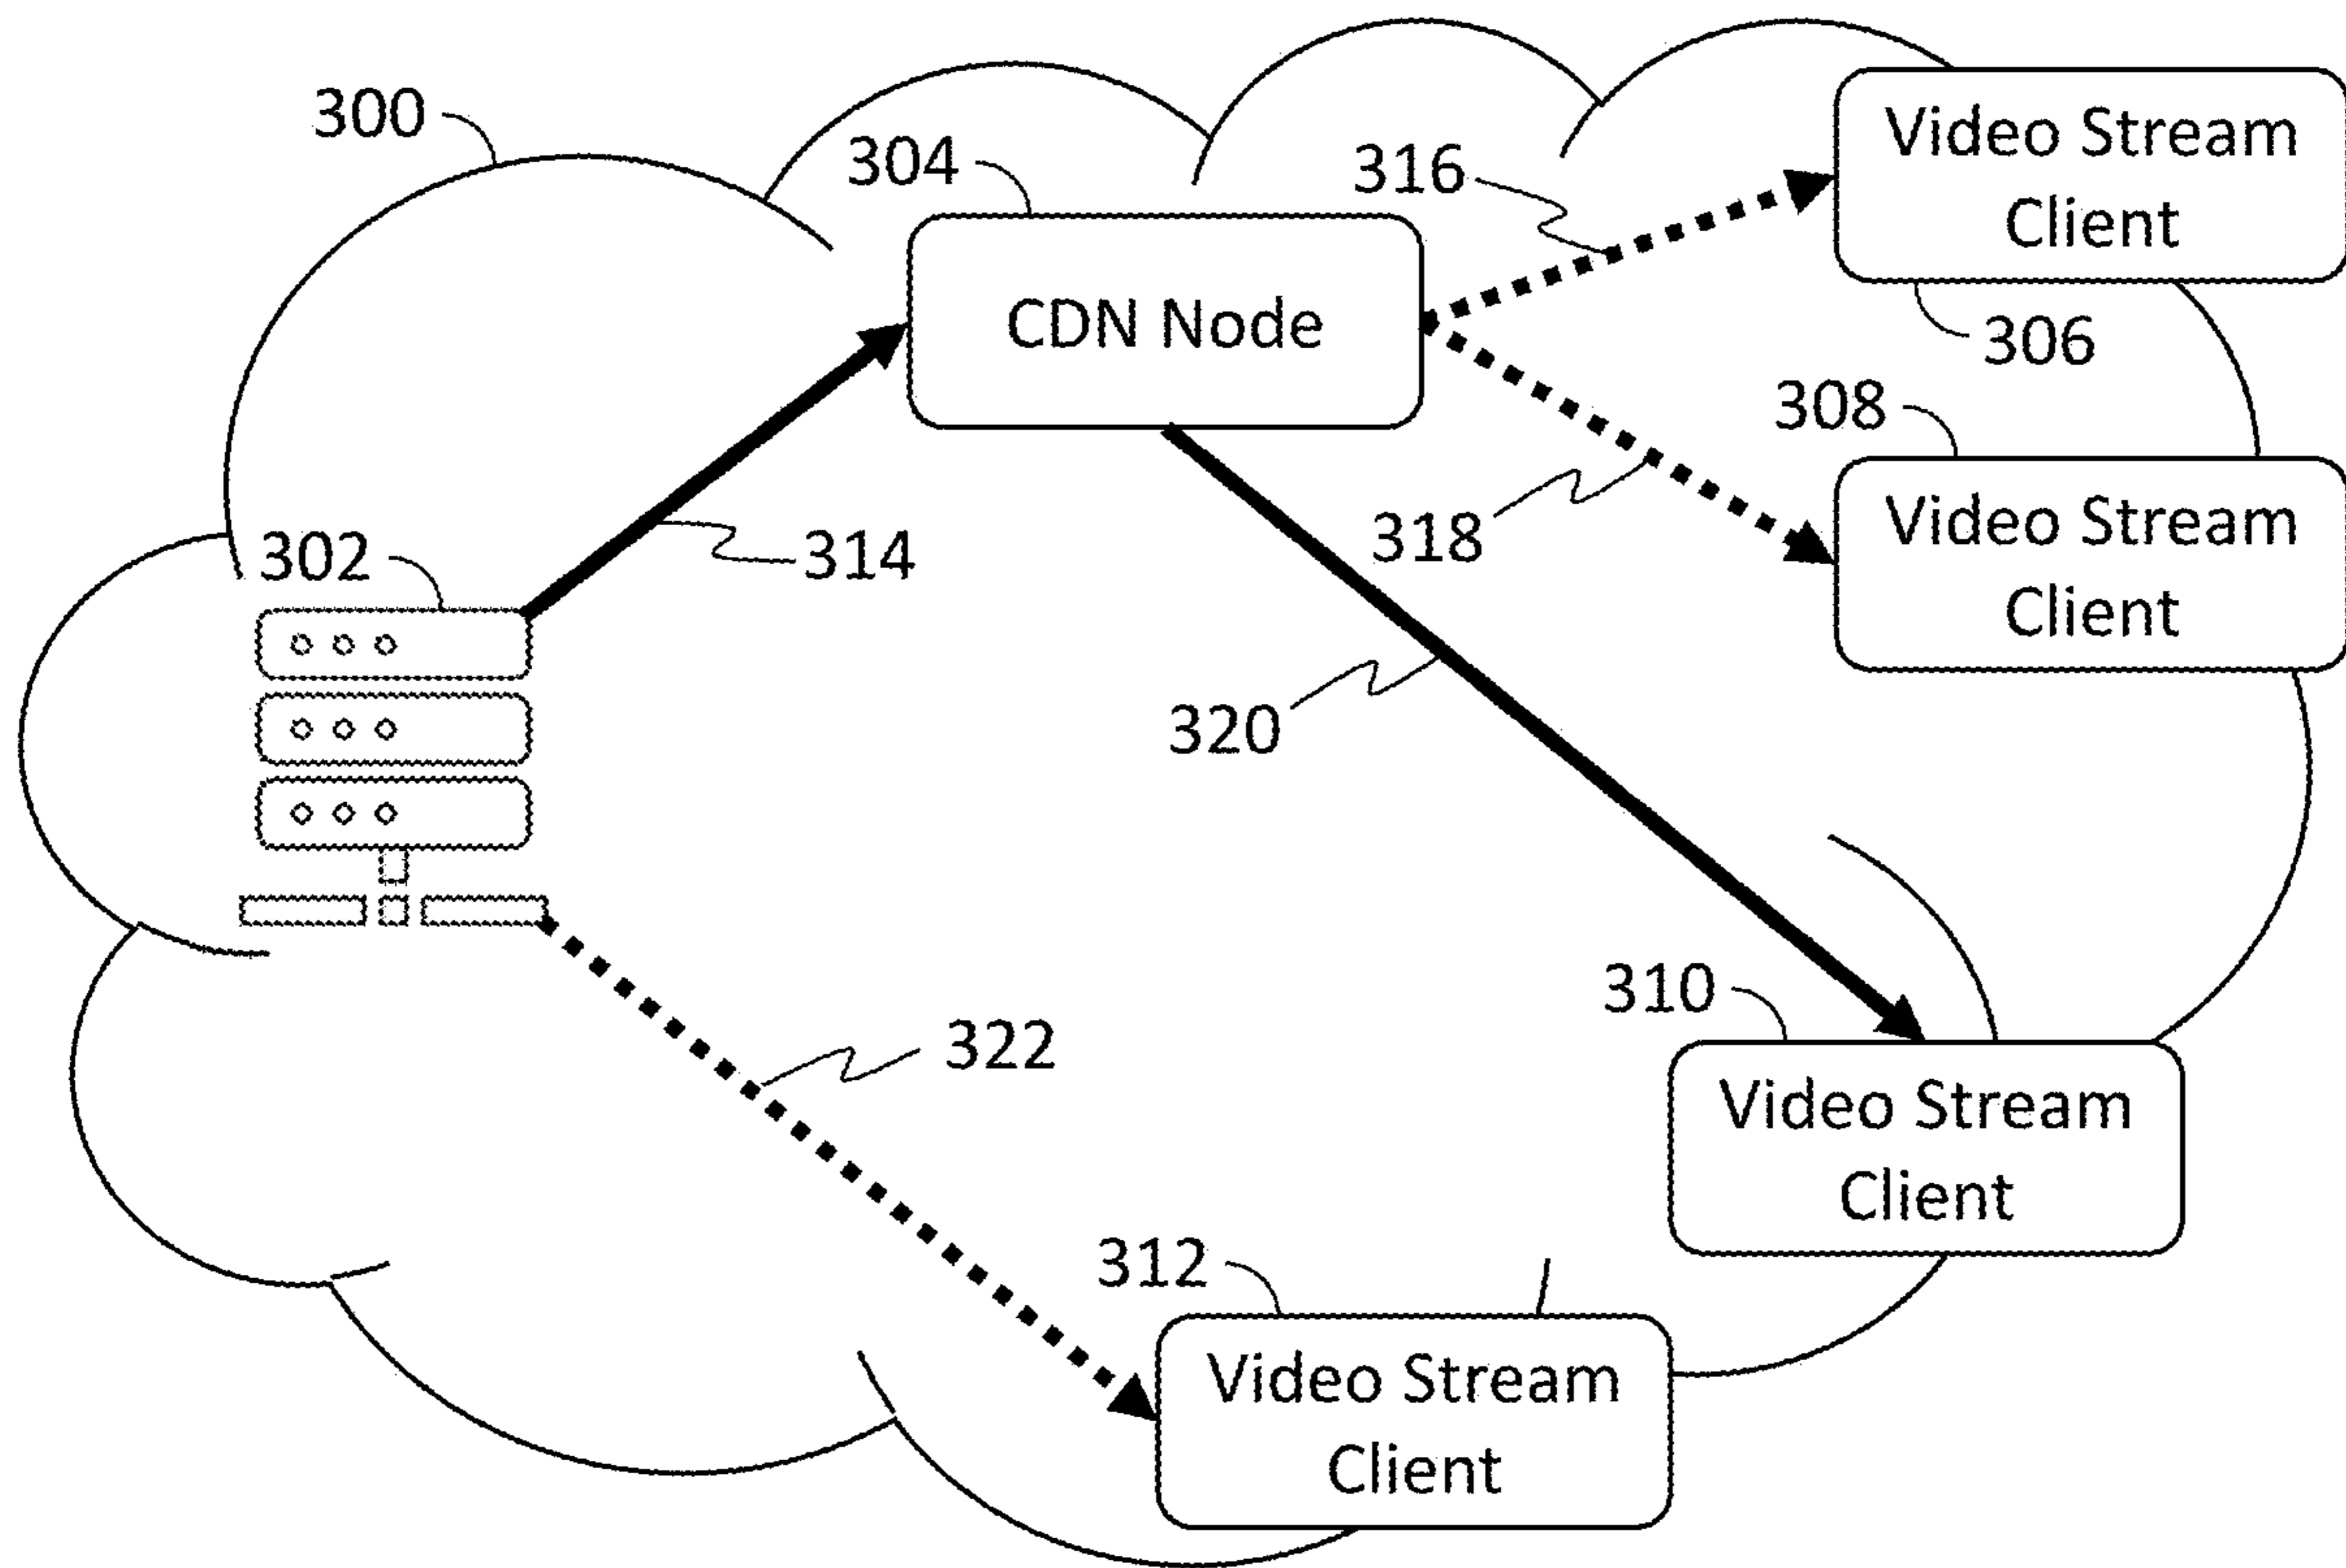 300
304
316
Video Stream
Client
306
CDN Node
308
Video Stream
Client
318
302
314
320
310
Video Stream
Client
322
312
Video Stream
Client